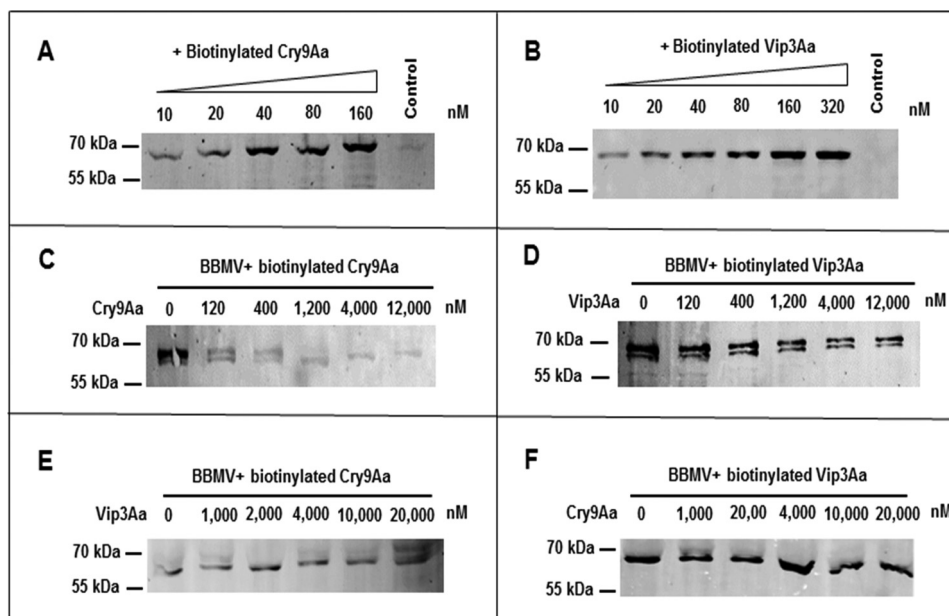 A
+ Biotinylated Cry9Aa
Control
10 20 40 80 160 nM
70 kDa
55 kDa
B
+ Biotinylated Vip3Aa
Control
10 20 40 80 160 320 nM
70 kDa
55 kDa
C
BBMV+ biotinylated Cry9Aa
Cry9Aa 0 120 400 1,200 4,000 12,000 nM
70 kDa
55 kDa
D
BBMV+ biotinylated Vip3Aa
Vip3Aa 0 120 400 1,200 4,000 12,000 nM
70 kDa
55 kDa
E
BBMV+ biotinylated Cry9Aa
Vip3Aa 0 1,000 2,000 4,000 10,000 20,000 nM
70 kDa
55 kDa
F
BBMV+ biotinylated Vip3Aa
Cry9Aa 0 1,000 20,00 4,000 10,000 20,000 nM
70 kDa
55 kDa